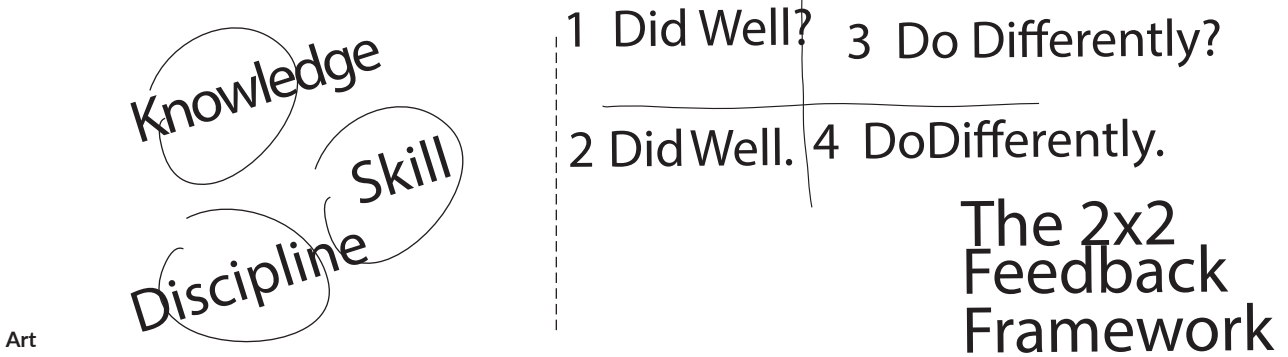 Knowledge
Skill
Discipline
Art
1 Did Well?
3 Do Differently?
2 Did Well.
4 DoDifferently.
The 2x2
Feedback
Framework